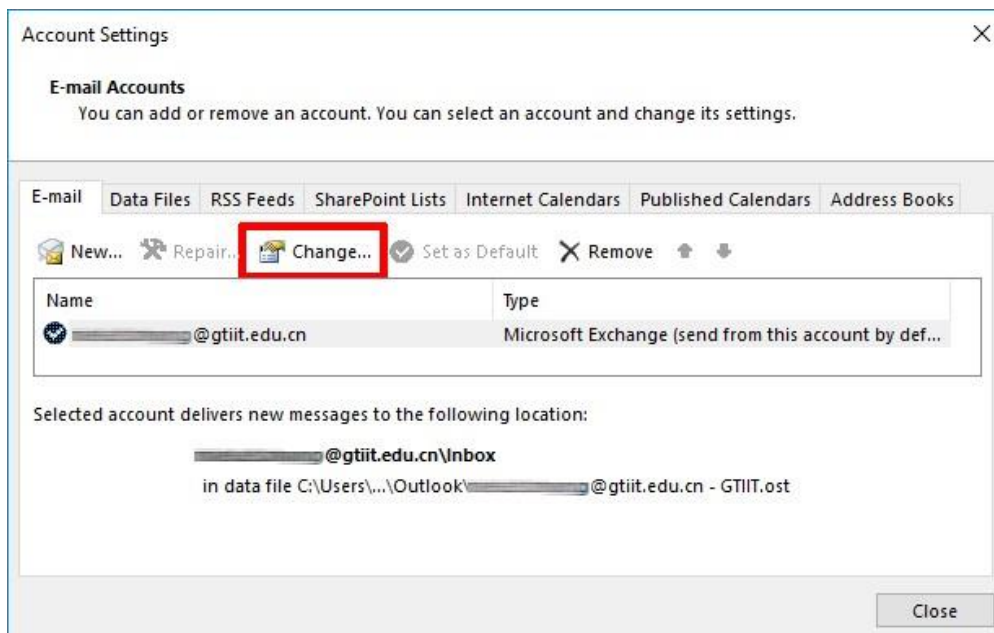 Account Settings
E-mail Accounts
You can add or remove an account. You can select an account and change its settings.
E-mail Data Files RSS Feeds SharePoint Lists Internet Calendars Published Calendars Address Books
New... Repair... Change... Set as Default Remove
Name Type
@gtiit.edu.cn Microsoft Exchange (send from this account by def...
Selected account delivers new messages to the following location:
@gtiit.edu.cn\Inbox
in data file C:\Users\...\Outlook\ @gtiit.edu.cn - GTIIT.ost
Close